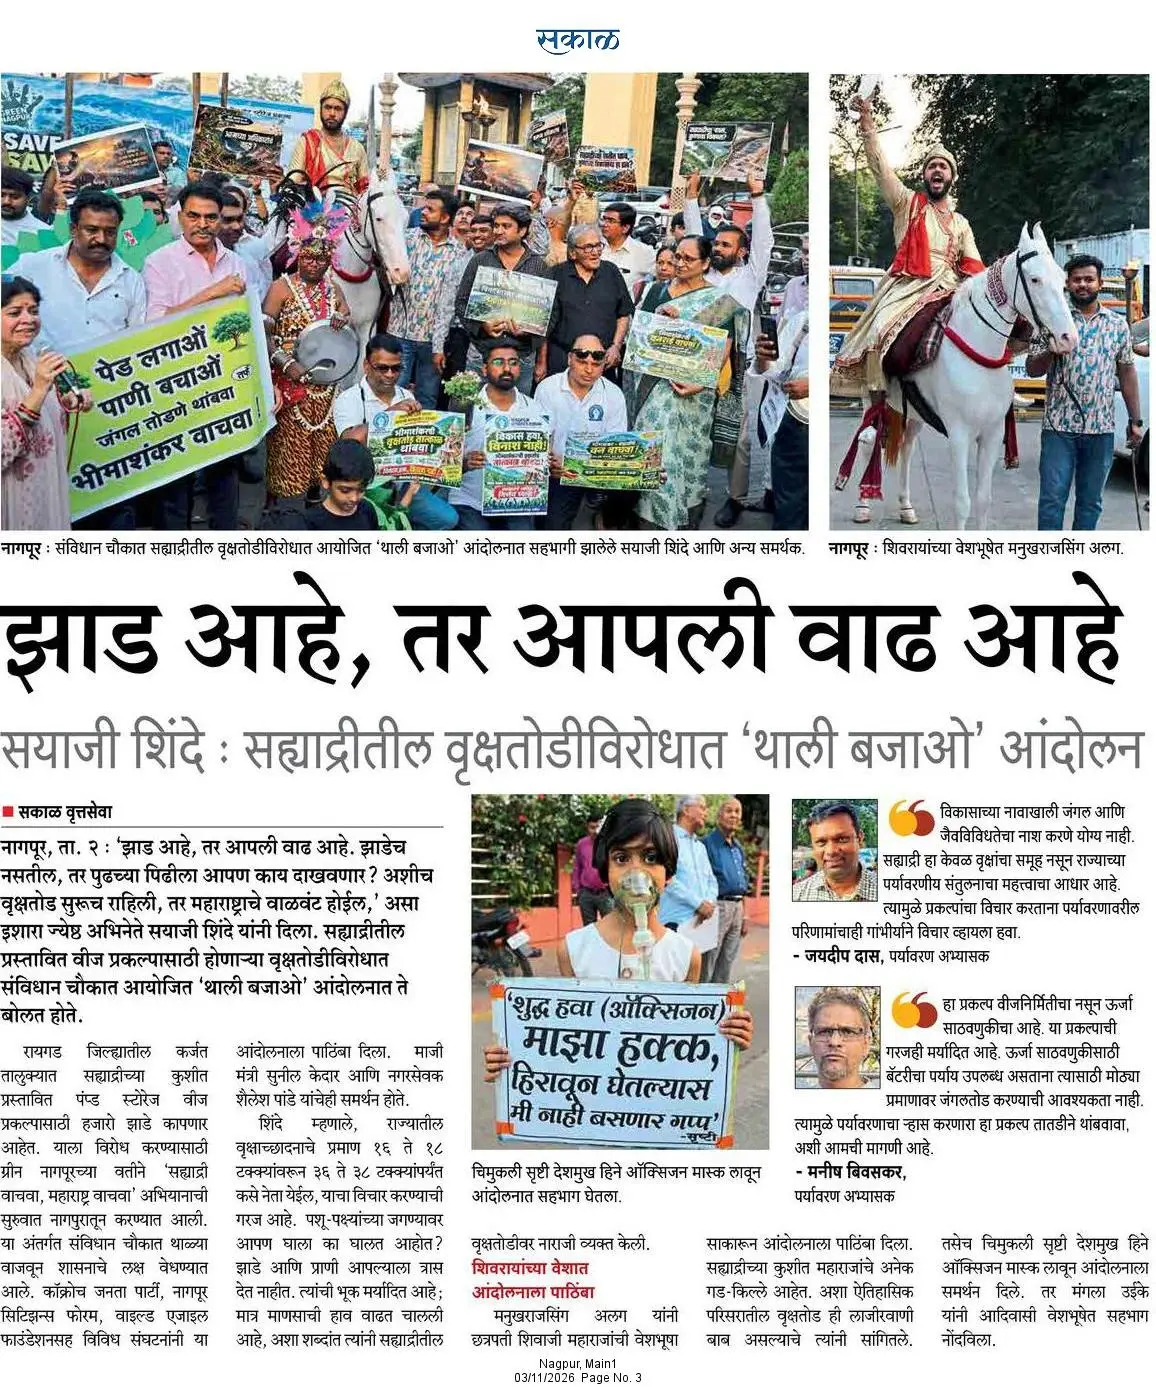 सकाळ
GREEN
NAGPUR
SAVE
SAV
पेड लगाओं
पाणी बचाओं
जंगल तोडणे थांबवा
भीमाशंकर वाचवा !
भीमाशंकरची
वृक्षतोड तात्काळ
थांबवा !
विकास हवा,
विनाश नाही!
वन वाचवा !
नागपूर : संविधान चौकात सह्याद्रीतील वृक्षतोडीविरोधात आयोजित ‘थाली बजाओ’ आंदोलनात सहभागी झालेले सयाजी शिंदे आणि अन्य समर्थक.
नागपूर : शिवरायांच्या वेशभूषेत मनुखराजसिंग अलग.
झाड आहे, तर आपली वाढ आहे
सयाजी शिंदे : सह्याद्रीतील वृक्षतोडीविरोधात ‘थाली बजाओ’ आंदोलन
सकाळ वृत्तसेवा
नागपूर, ता. २ : ‘झाड आहे, तर आपली वाढ आहे. झाडेच
नसतील, तर पुढच्या पिढीला आपण काय दाखवणार? अशीच
वृक्षतोड सुरूच राहिली, तर महाराष्ट्राचे वाळवंट होईल,’ असा
इशारा ज्येष्ठ अभिनेते सयाजी शिंदे यांनी दिला. सह्याद्रीतील
प्रस्तावित वीज प्रकल्पासाठी होणाऱ्या वृक्षतोडीविरोधात
संविधान चौकात आयोजित ‘थाली बजाओ’ आंदोलनात ते
बोलत होते.
रायगड जिल्ह्यातील कर्जत
तालुक्यात सह्याद्रीच्या कुशीत
प्रस्तावित पंप्ड स्टोरेज वीज
प्रकल्पासाठी हजारो झाडे कापणार
आहेत. याला विरोध करण्यासाठी
ग्रीन नागपूरच्या वतीने ‘सह्याद्री
वाचवा, महाराष्ट्र वाचवा’ अभियानाची
सुरुवात नागपुरातून करण्यात आली.
या अंतर्गत संविधान चौकात थाळ्या
वाजवून शासनाचे लक्ष वेधण्यात
आले. कॉक्रोच जनता पार्टी, नागपूर
सिटिझन्स फोरम, वाइल्ड एजाइल
फाउंडेशनसह विविध संघटनांनी या
आंदोलनाला पाठिंबा दिला. माजी
मंत्री सुनील केदार आणि नगरसेवक
शैलेश पांडे यांचेही समर्थन होते.
शिंदे म्हणाले, राज्यातील
वृक्षाच्छादनाचे प्रमाण १६ ते १८
टक्क्यांवरून ३६ ते ३८ टक्क्यांपर्यंत
कसे नेता येईल, याचा विचार करण्याची
गरज आहे. पशू-पक्ष्यांच्या जगण्यावर
आपण घाला का घालत आहोत?
झाडे आणि प्राणी आपल्याला त्रास
देत नाहीत. त्यांची भूक मर्यादित आहे;
मात्र माणसाची हाव वाढत चालली
आहे, अशा शब्दांत त्यांनी सह्याद्रीतील
‘शुद्ध हवा (ऑक्सिजन)
माझा हक्क,
हिरावून घेतल्यास
मी नाही बसणार गप्प’
-सृष्टी
चिमुकली सृष्टी देशमुख हिने ऑक्सिजन मास्क लावून
आंदोलनात सहभाग घेतला.
विकासाच्या नावाखाली जंगल आणि
जैवविविधतेचा नाश करणे योग्य नाही.
सह्याद्री हा केवळ वृक्षांचा समूह नसून राज्याच्या
पर्यावरणीय संतुलनाचा महत्त्वाचा आधार आहे.
त्यामुळे प्रकल्पांचा विचार करताना पर्यावरणावरील
परिणामांचाही गांभीर्याने विचार व्हायला हवा.
- जयदीप दास, पर्यावरण अभ्यासक
हा प्रकल्प वीजनिर्मितीचा नसून ऊर्जा
साठवणुकीचा आहे. या प्रकल्पाची
गरजही मर्यादित आहे. ऊर्जा साठवणुकीसाठी
बॅटरीचा पर्याय उपलब्ध असताना त्यासाठी मोठ्या
प्रमाणावर जंगलतोड करण्याची आवश्यकता नाही.
त्यामुळे पर्यावरणाचा ऱ्हास करणारा हा प्रकल्प तातडीने थांबवावा,
अशी आमची मागणी आहे.
- मनीष बिवसकर,
पर्यावरण अभ्यासक
वृक्षतोडीवर नाराजी व्यक्त केली.
शिवरायांच्या वेशात
आंदोलनाला पाठिंबा
मनुखराजसिंग अलग यांनी
छत्रपती शिवाजी महाराजांची वेशभूषा
साकारून आंदोलनाला पाठिंबा दिला.
सह्याद्रीच्या कुशीत महाराजांचे अनेक
गड-किल्ले आहेत. अशा ऐतिहासिक
परिसरातील वृक्षतोड ही लाजीरवाणी
बाब असल्याचे त्यांनी सांगितले.
तसेच चिमुकली सृष्टी देशमुख हिने
ऑक्सिजन मास्क लावून आंदोलनाला
समर्थन दिले. तर मंगला उईके
यांनी आदिवासी वेशभूषेत सहभाग
नोंदविला.
Nagpur, Main1
03/11/2026 Page No. 3